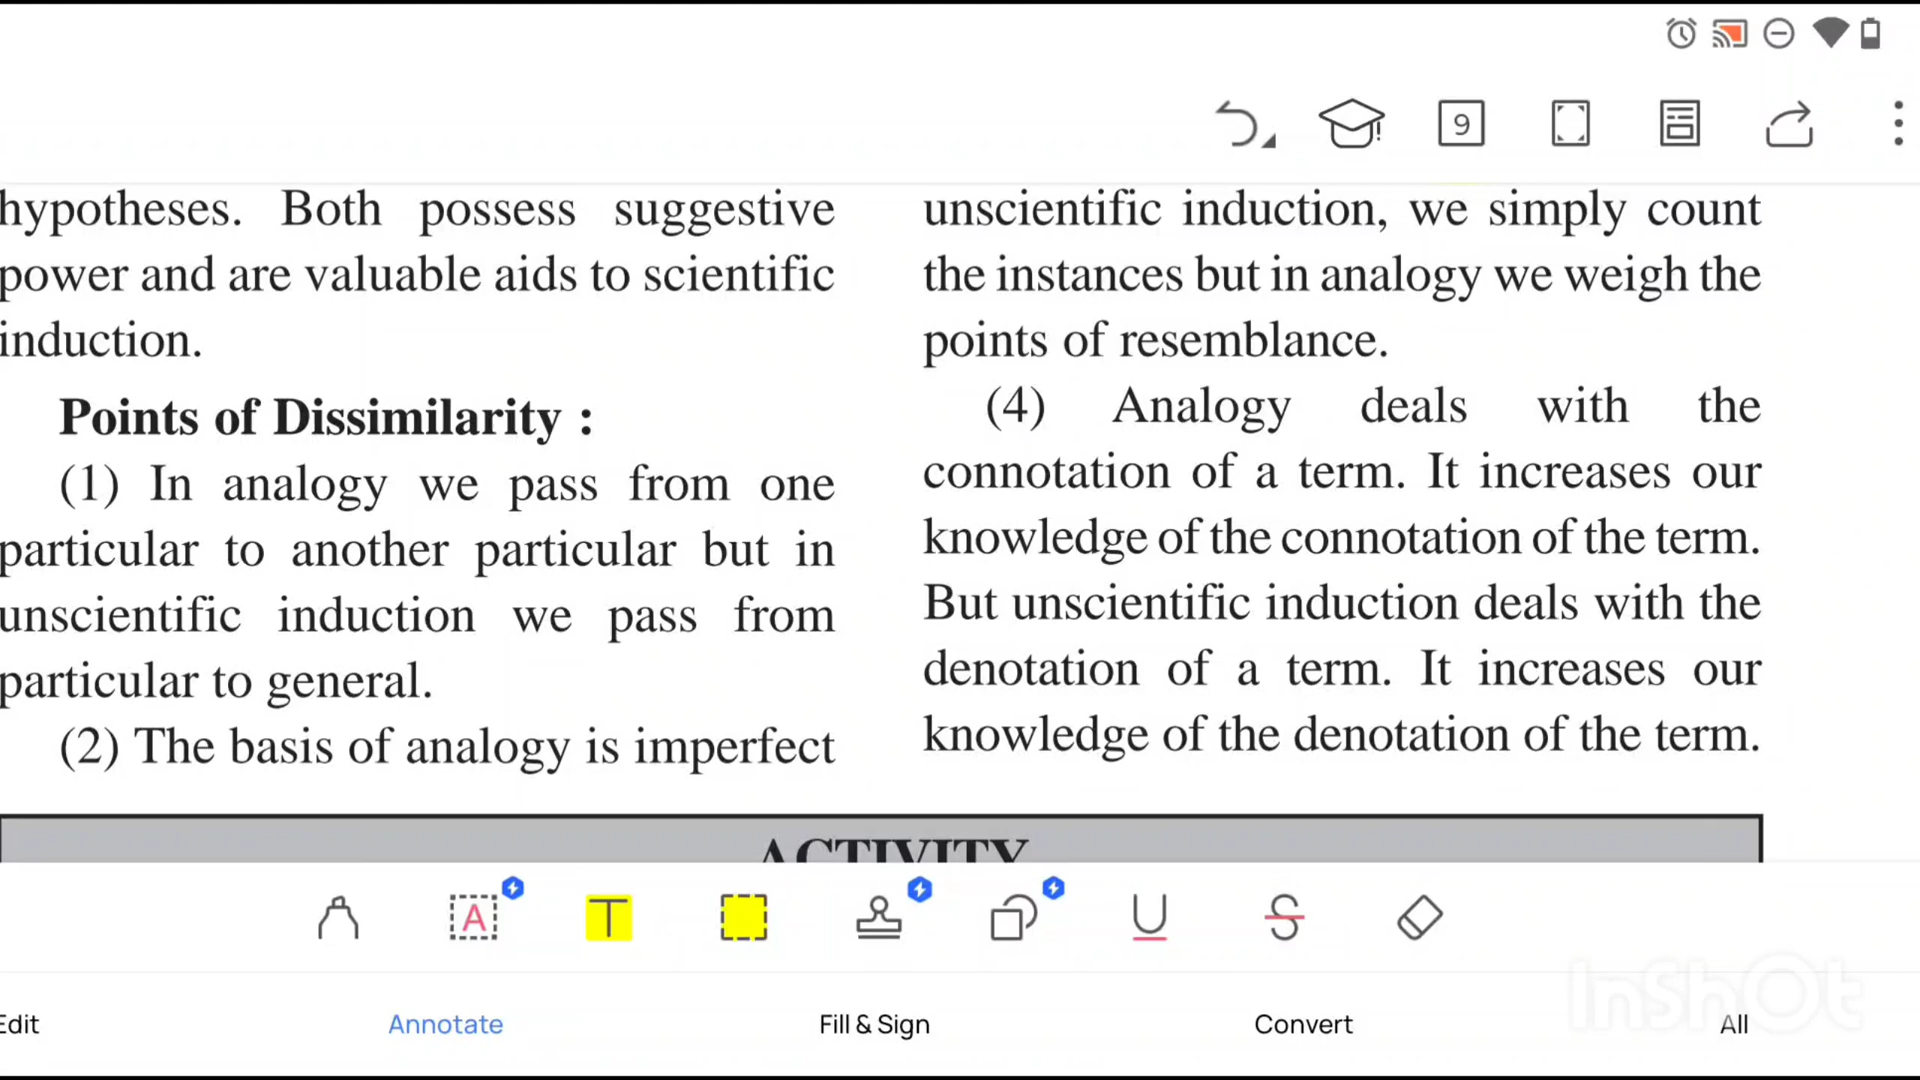 9
hypotheses. Both possess suggestive
power and are valuable aids to scientific
induction.
Points of Dissimilarity :
(1) In analogy we pass from one
particular to another particular but in
unscientific induction we pass from
particular to general.
(2) The basis of analogy is imperfect
unscientific induction, we simply count
the instances but in analogy we weigh the
points of resemblance.
(4) Analogy deals with the
connotation of a term. It increases our
knowledge of the connotation of the term.
But unscientific induction deals with the
denotation of a term. It increases our
knowledge of the denotation of the term.
ACTIVITY
A
T
U
S
Edit
Annotate
Fill & Sign
Convert
All
InShOt